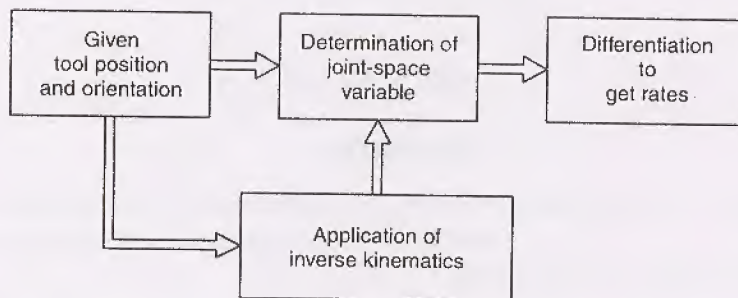 Given
tool position
and orientation
Determination of
joint-space
variable
Differentiation
to
get rates
Application of
inverse kinematics